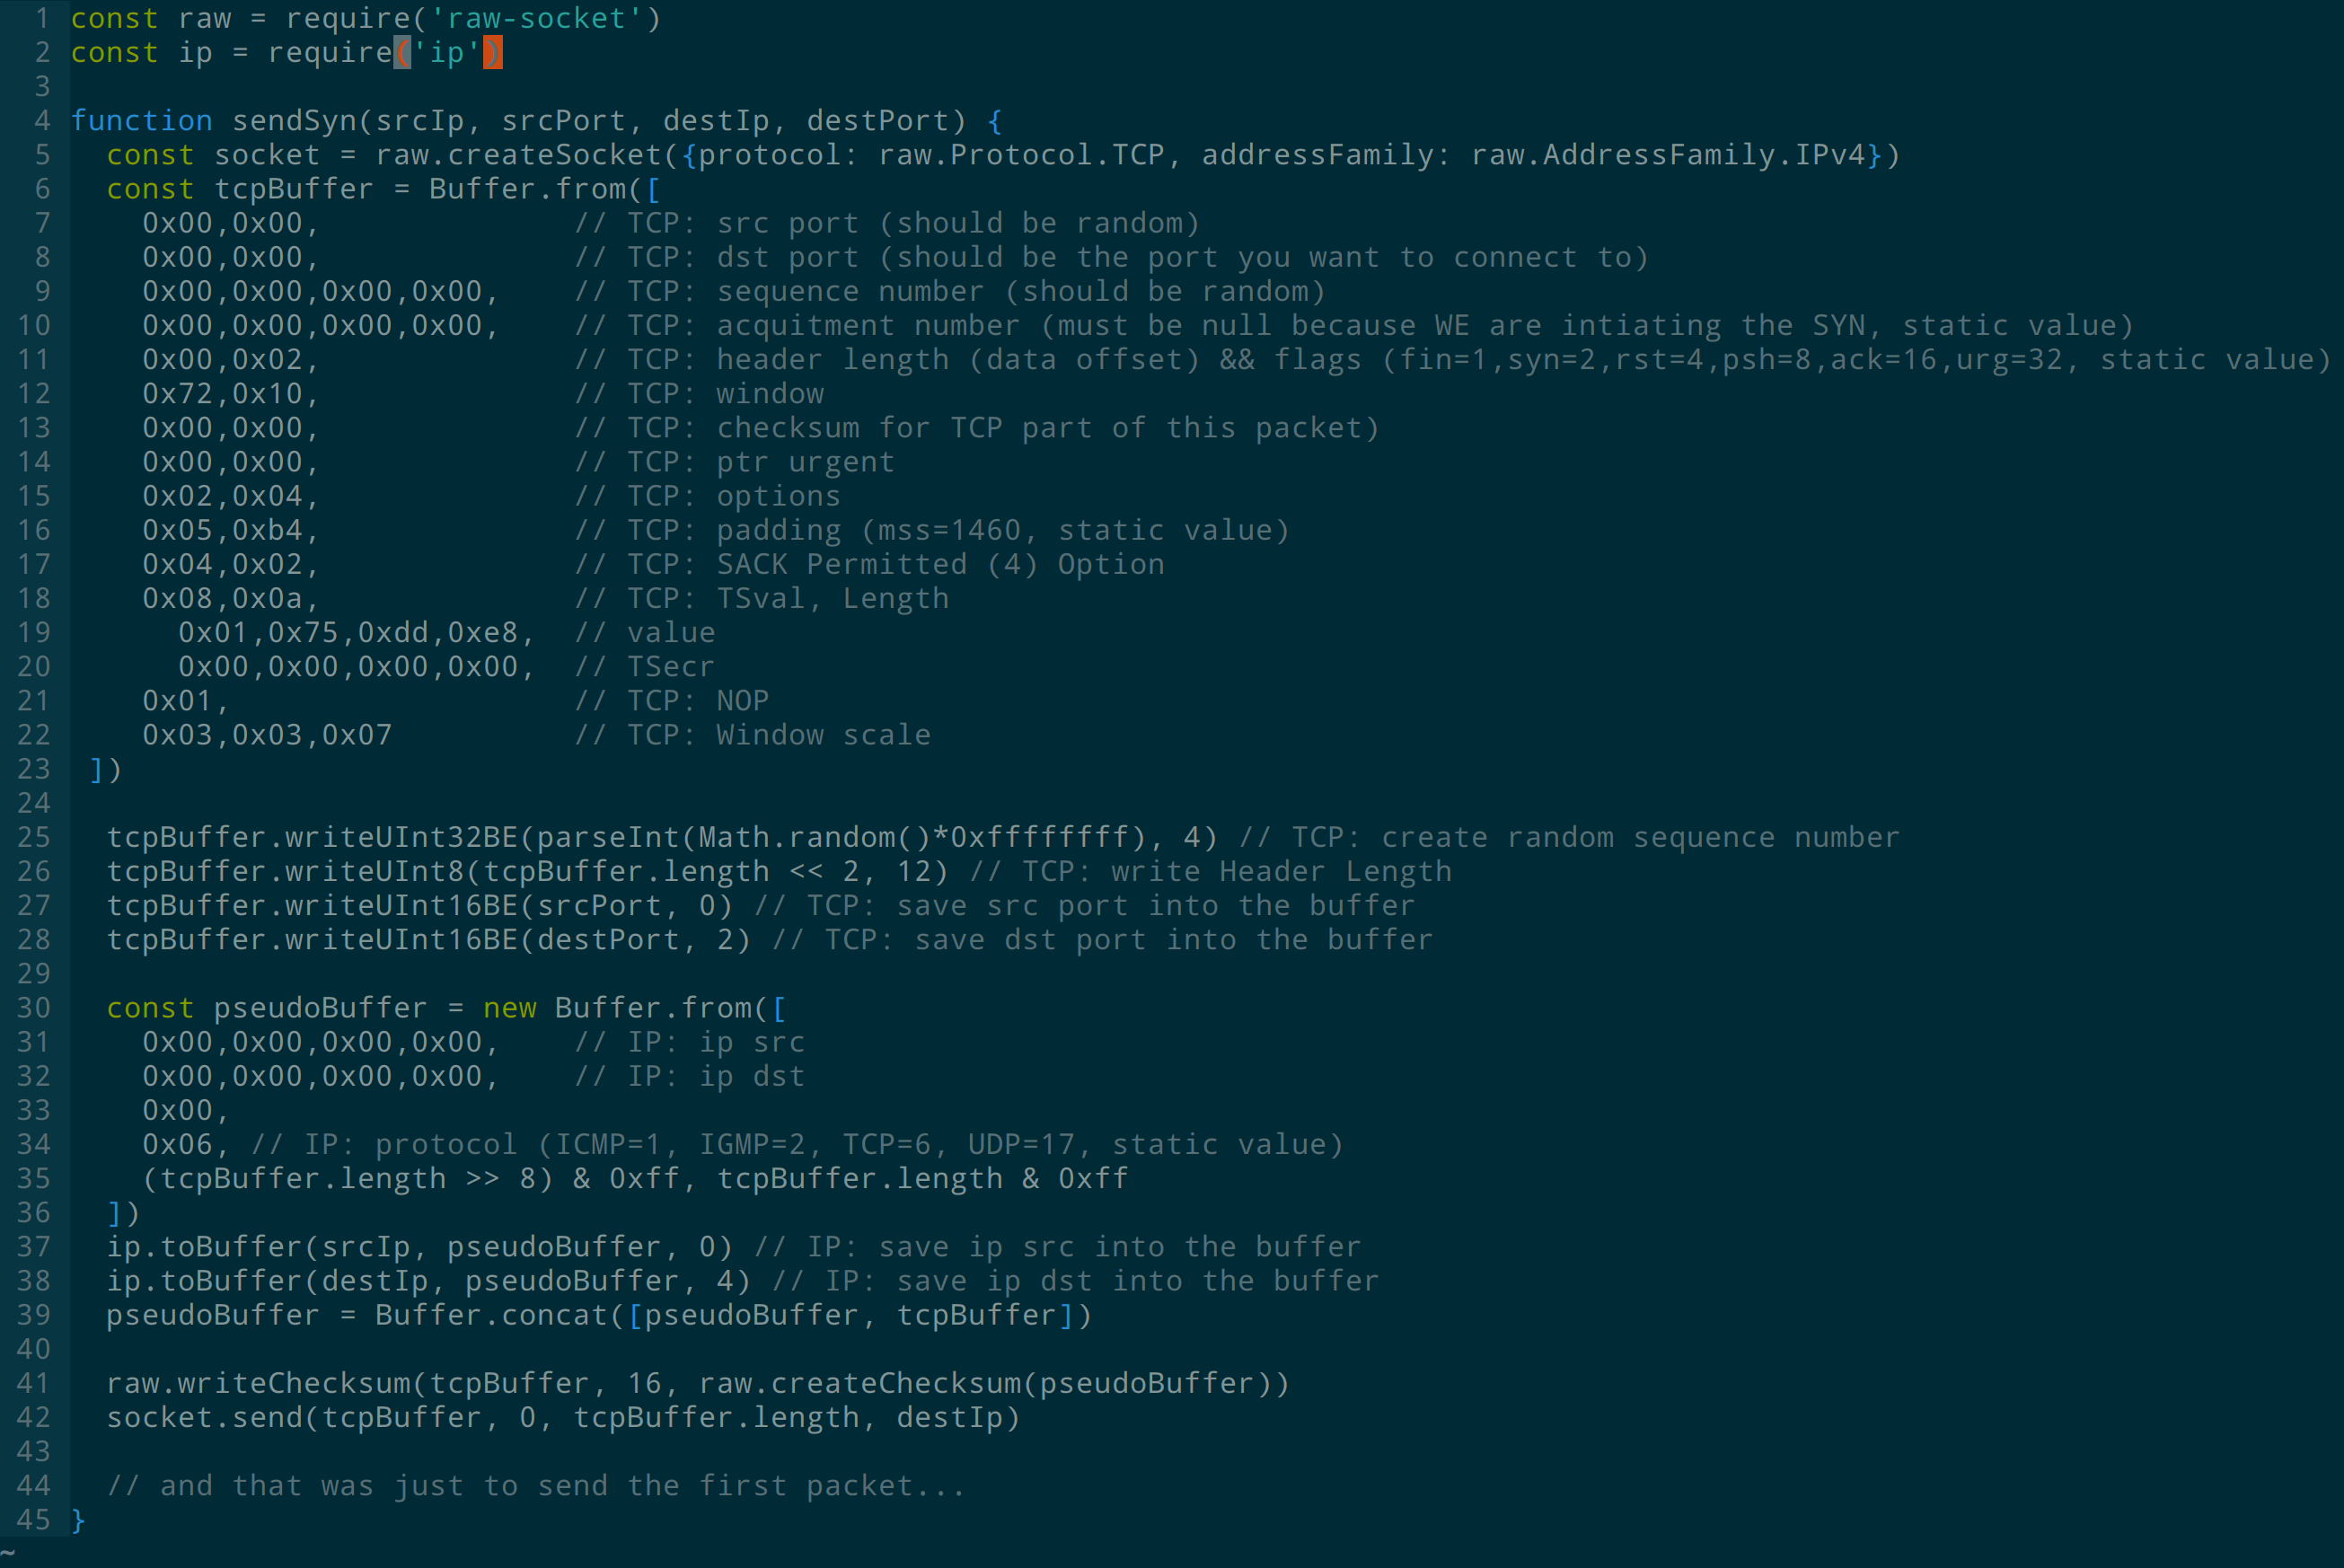 1 const raw = require('raw-socket')
2 const ip = require('ip')
3
4 function sendSyn(srcIp, srcPort, destIp, destPort) {
5   const socket = raw.createSocket({protocol: raw.Protocol.TCP, addressFamily: raw.AddressFamily.IPv4})
6   const tcpBuffer = Buffer.from([
7     0x00,0x00,              // TCP: src port (should be random)
8     0x00,0x00,              // TCP: dst port (should be the port you want to connect to)
9     0x00,0x00,0x00,0x00,    // TCP: sequence number (should be random)
10     0x00,0x00,0x00,0x00,    // TCP: acquitment number (must be null because WE are intiating the SYN, static value)
11     0x00,0x02,              // TCP: header length (data offset) && flags (fin=1,syn=2,rst=4,psh=8,ack=16,urg=32, static value)
12     0x72,0x10,              // TCP: window
13     0x00,0x00,              // TCP: checksum for TCP part of this packet)
14     0x00,0x00,              // TCP: ptr urgent
15     0x02,0x04,              // TCP: options
16     0x05,0xb4,              // TCP: padding (mss=1460, static value)
17     0x04,0x02,              // TCP: SACK Permitted (4) Option
18     0x08,0x0a,              // TCP: TSval, Length
19       0x01,0x75,0xdd,0xe8,  // value
20       0x00,0x00,0x00,0x00,  // TSecr
21     0x01,                   // TCP: NOP
22     0x03,0x03,0x07          // TCP: Window scale
23  ])
24
25   tcpBuffer.writeUInt32BE(parseInt(Math.random()*0xffffffff), 4) // TCP: create random sequence number
26   tcpBuffer.writeUInt8(tcpBuffer.length << 2, 12) // TCP: write Header Length
27   tcpBuffer.writeUInt16BE(srcPort, 0) // TCP: save src port into the buffer
28   tcpBuffer.writeUInt16BE(destPort, 2) // TCP: save dst port into the buffer
29
30   const pseudoBuffer = new Buffer.from([
31     0x00,0x00,0x00,0x00,    // IP: ip src
32     0x00,0x00,0x00,0x00,    // IP: ip dst
33     0x00,
34     0x06, // IP: protocol (ICMP=1, IGMP=2, TCP=6, UDP=17, static value)
35     (tcpBuffer.length >> 8) & 0xff, tcpBuffer.length & 0xff
36   ])
37   ip.toBuffer(srcIp, pseudoBuffer, 0) // IP: save ip src into the buffer
38   ip.toBuffer(destIp, pseudoBuffer, 4) // IP: save ip dst into the buffer
39   pseudoBuffer = Buffer.concat([pseudoBuffer, tcpBuffer])
40
41   raw.writeChecksum(tcpBuffer, 16, raw.createChecksum(pseudoBuffer))
42   socket.send(tcpBuffer, 0, tcpBuffer.length, destIp)
43
44   // and that was just to send the first packet...
45 }
~